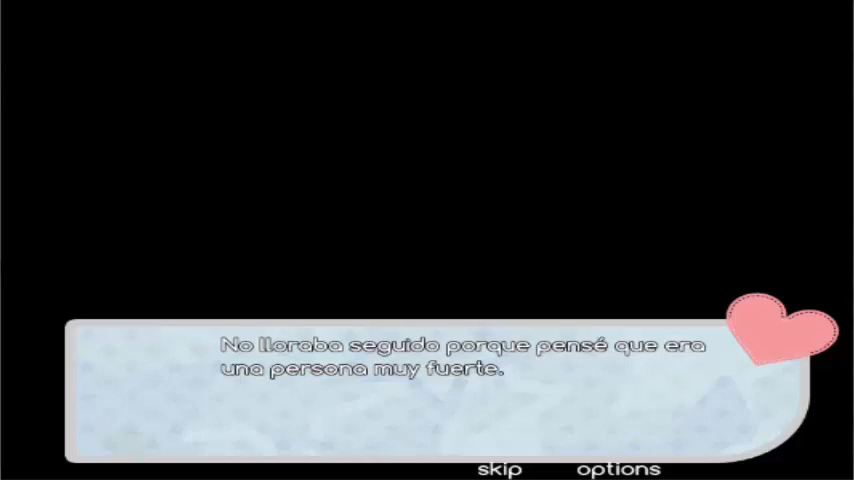 No lloraba seguido porque pensé que era
una persona muy fuerte.
skip options